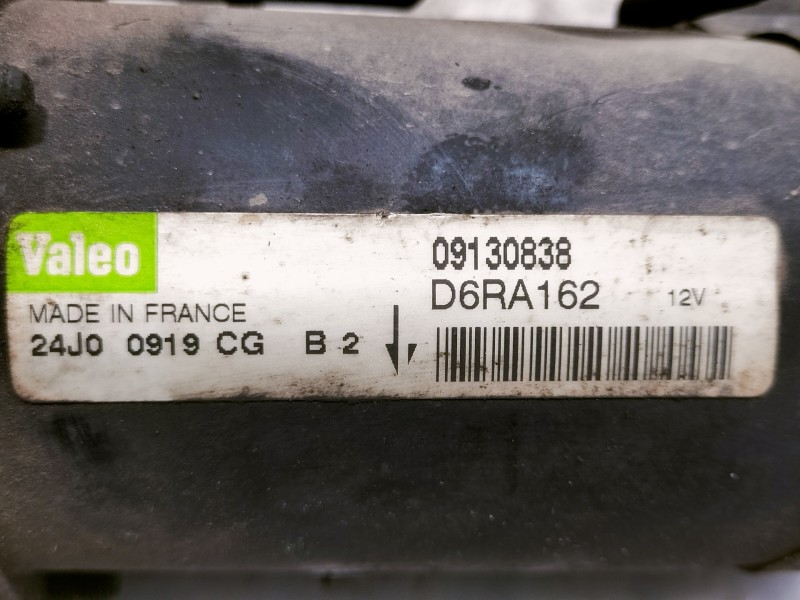 Valeo
MADE IN FRANCE
24J0 0919 CG B 2
09130838
D6RA162 12V